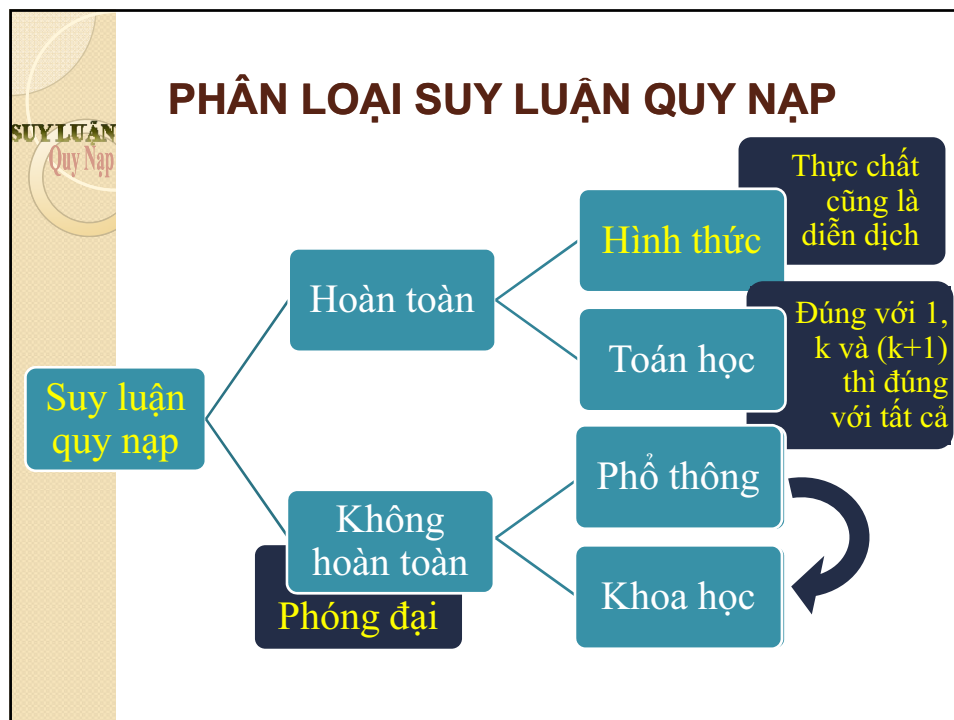 PHÂN LOẠI SUY LUẬN QUY NẠP
SUY LUẬN
Quy Nạp
Thực chất
cũng là
diễn dịch
Hình thức
Hoàn toàn
Đúng với 1,
k và (k+1)
thì đúng
với tất cả
Toán học
Suy luận
quy nạp
Phổ thông
Không
hoàn toàn
Phóng đại
Khoa học